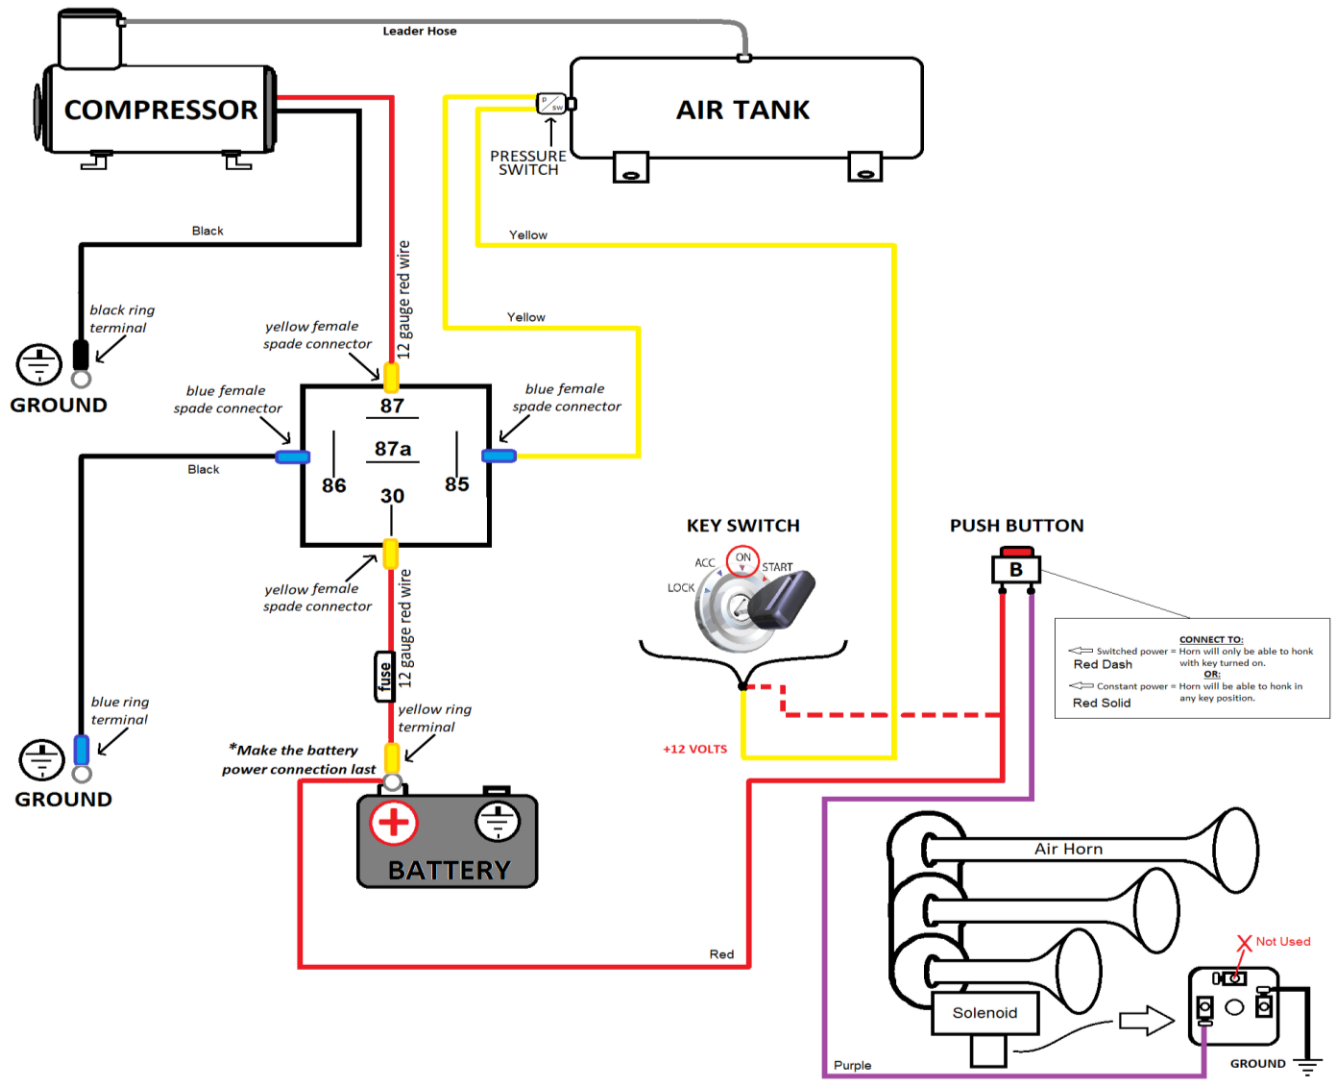 Leader Hose
COMPRESSOR
AIR TANK
P
SW
PRESSURE
SWITCH
Black
Yellow
12 gauge red wire
black ring
terminal
Yellow
yellow female
spade connector
GROUND
blue female
spade connector
blue female
spade connector
87
87a
Black
86
85
30
KEY SWITCH
PUSH BUTTON
ACC
ON
START
LOCK
B
yellow female
spade connector
12 gauge red wire
fuse
CONNECT TO:
Switched power = Horn will only be able to honk
Red Dash
with key turned on.
OR:
Constant power = Horn will be able to honk in
Red Solid
any key position.
blue ring
terminal
yellow ring
terminal
*Make the battery
power connection last
+12 VOLTS
GROUND
BATTERY
Air Horn
Red
X Not Used
Solenoid
Purple
GROUND